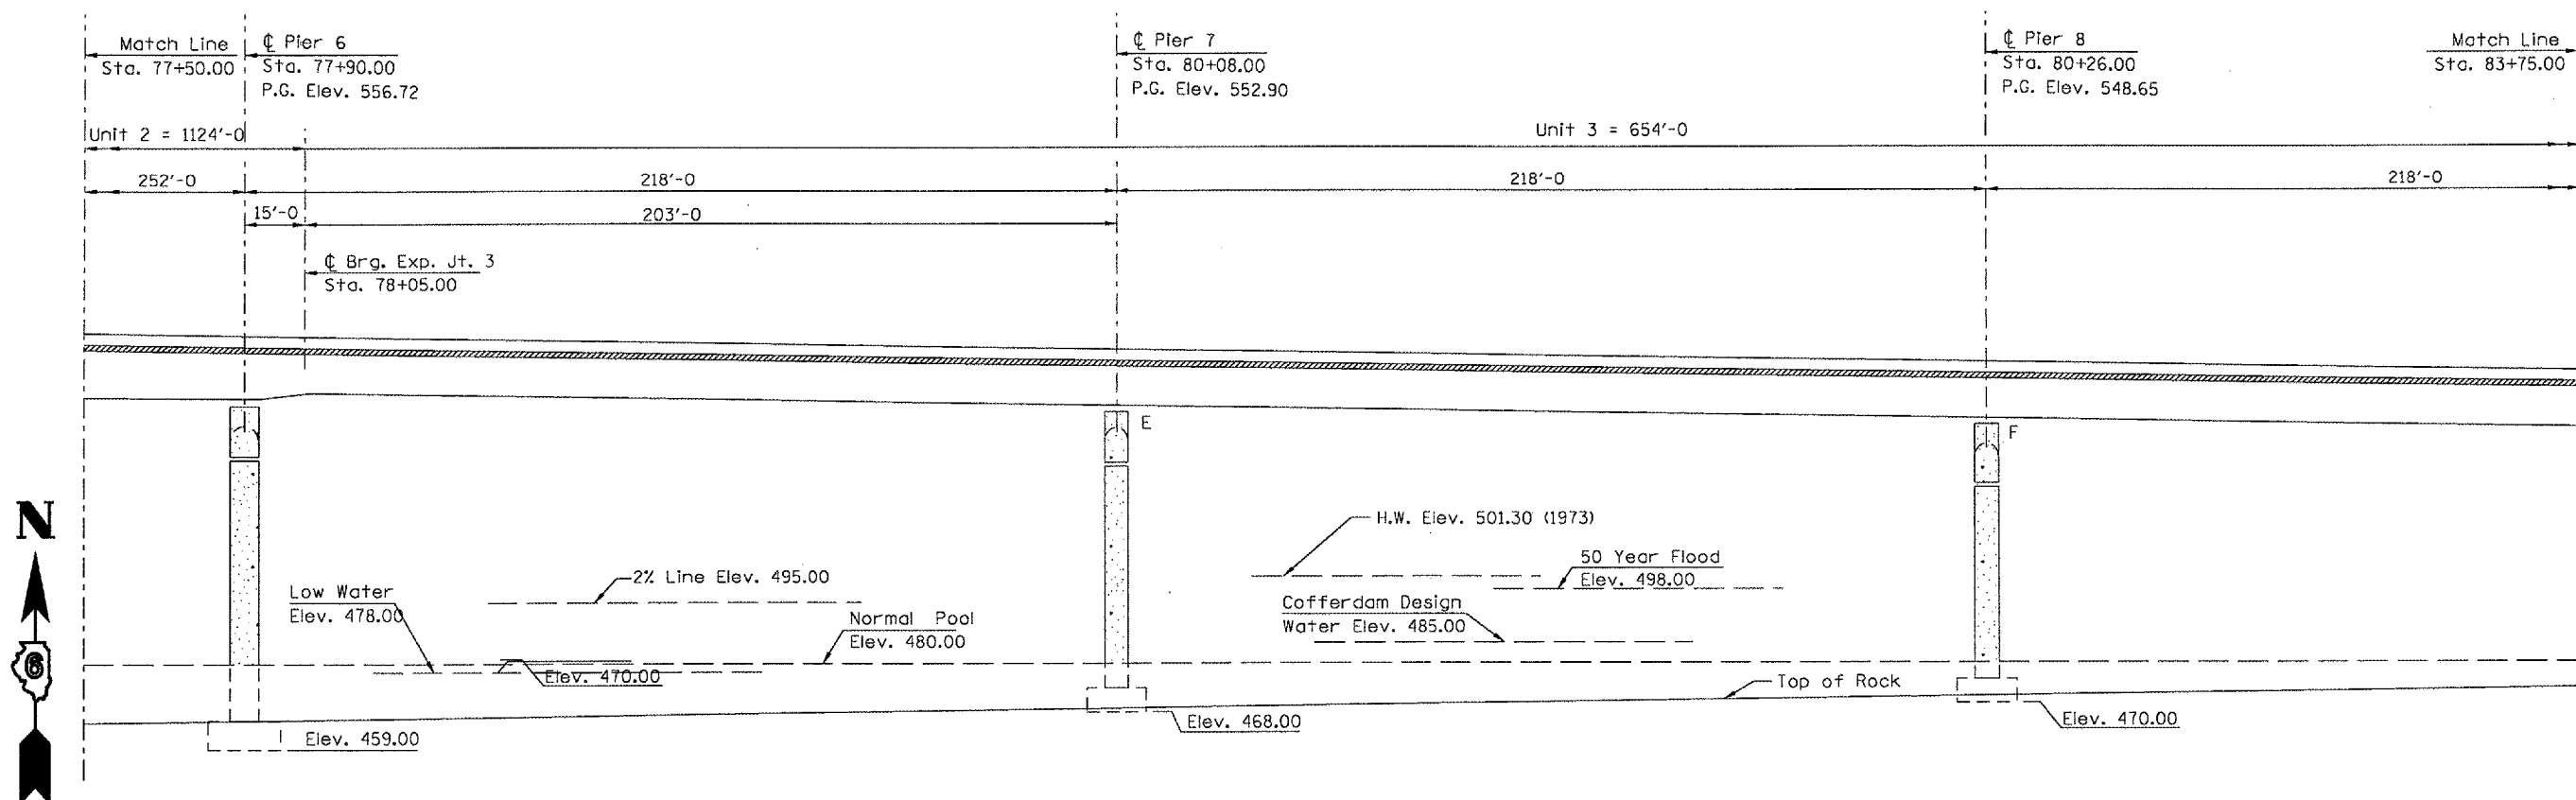 Match Line
Sta. 77+50.00
℄ Pier 6
Sta. 77+90.00
P.G. Elev. 556.72
℄ Pier 7
Sta. 80+08.00
P.G. Elev. 552.90
℄ Pier 8
Sta. 80+26.00
P.G. Elev. 548.65
Match Line
Sta. 83+75.00
Unit 2 = 1124'-0
Unit 3 = 654'-0
252'-0
218'-0
218'-0
218'-0
15'-0
203'-0
℄ Brg. Exp. Jt. 3
Sta. 78+05.00
E
F
N
6
H.W. Elev. 501.30 (1973)
50 Year Flood
Elev. 498.00
2% Line Elev. 495.00
Low Water
Elev. 478.00
Normal Pool
Elev. 480.00
Cofferdam Design
Water Elev. 485.00
Elev. 470.00
Top of Rock
Elev. 459.00
Elev. 468.00
Elev. 470.00